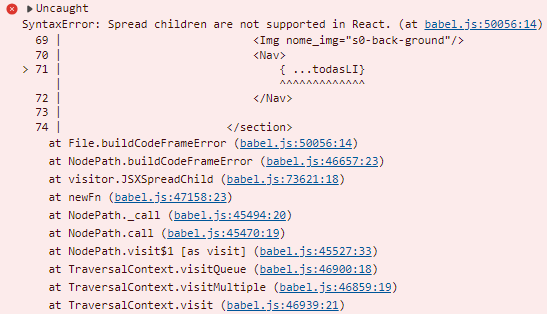 Uncaught
SyntaxError: Spread children are not supported in React. (at babel.js:50056:14)
69 | <Img nome_img="s0-back-ground"/>
70 | <Nav>
> 71 | { ...todasLI}
| ^^^^^^^^^^^^^
72 | </Nav>
73 |
74 | </section>
at File.buildCodeFrameError (babel.js:50056:14)
at NodePath.buildCodeFrameError (babel.js:46657:23)
at visitor.JSXSpreadChild (babel.js:73621:18)
at newFn (babel.js:47158:23)
at NodePath._call (babel.js:45494:20)
at NodePath.call (babel.js:45470:19)
at NodePath.visit$1 [as visit] (babel.js:45527:33)
at TraversalContext.visitQueue (babel.js:46900:18)
at TraversalContext.visitMultiple (babel.js:46859:19)
at TraversalContext.visit (babel.js:46939:21)